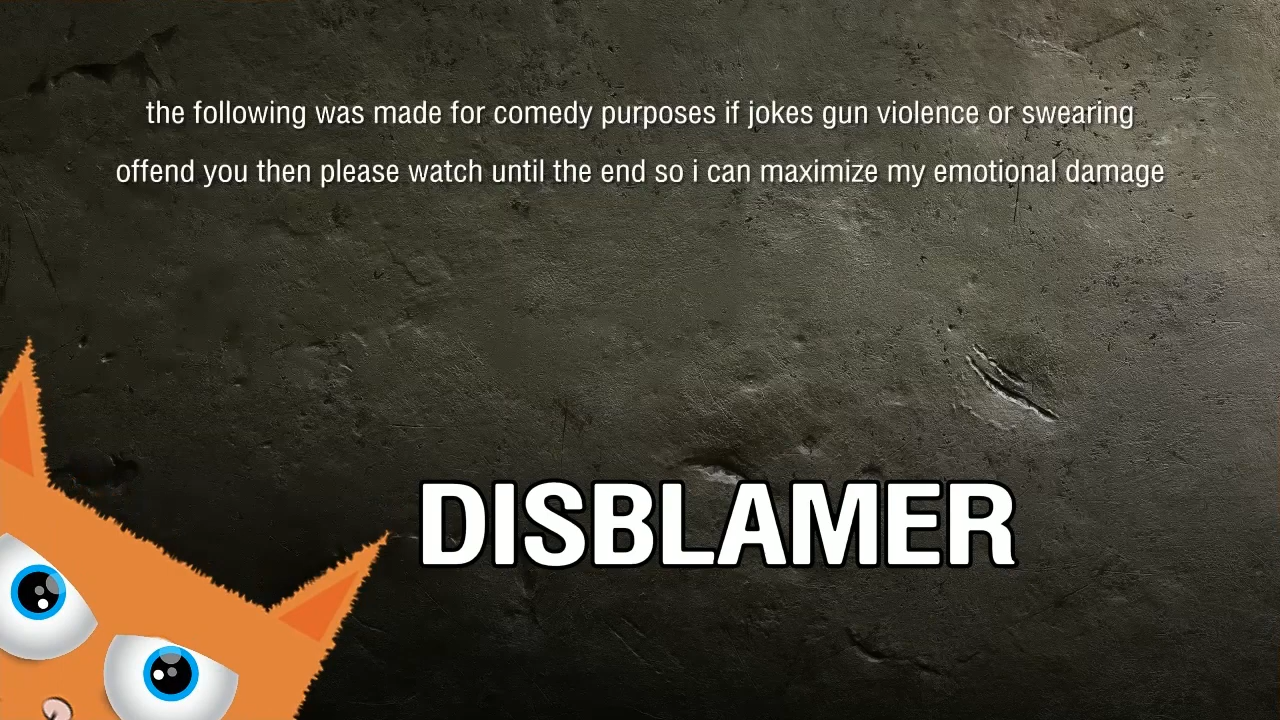 the following was made for comedy purposes if jokes gun violence or swearing
offend you then please watch until the end so i can maximize my emotional damage
DISBLAMER